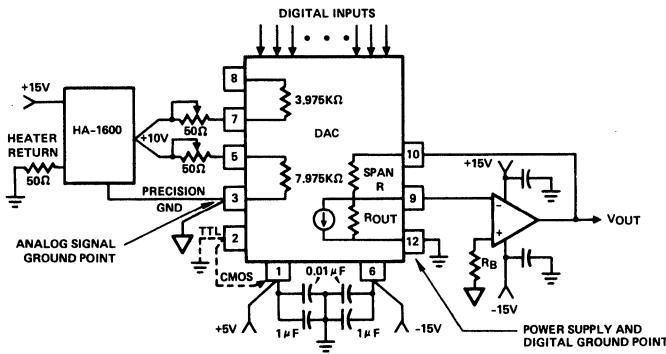 DIGITAL INPUTS
+15V
HA-1600
+10V
HEATER
RETURN
50Ω
50Ω
50Ω
PRECISION
GND
ANALOG SIGNAL
GROUND POINT
TTL
CMOS
8
7
5
3
2
1
6
3.975KΩ
DAC
7.975KΩ
SPAN
R
ROUT
10
9
12
0.01μF
1μF
1μF
+5V
-15V
+15V
−
+
RB
-15V
VOUT
POWER SUPPLY AND
DIGITAL GROUND POINT